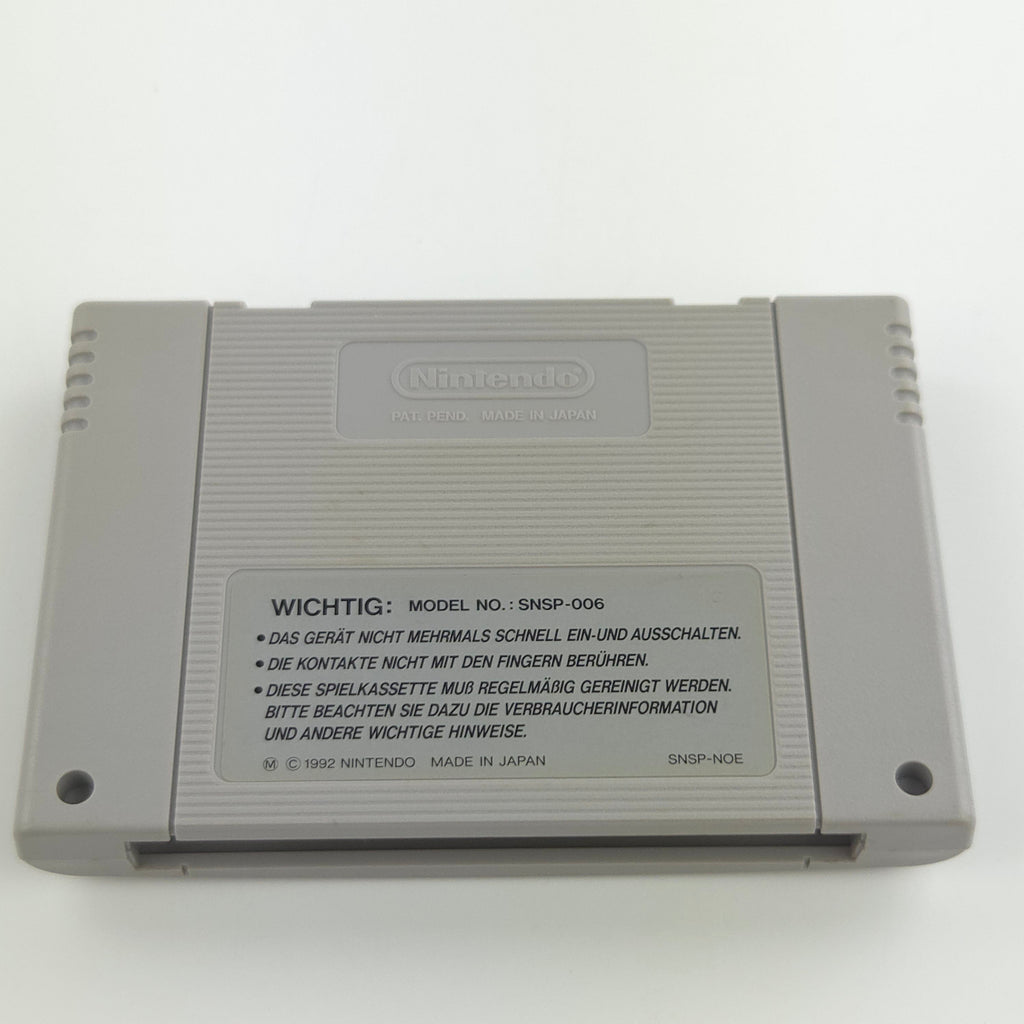 Nintendo®
PAT. PEND. MADE IN JAPAN
WICHTIG: MODEL NO.: SNSP-006
• DAS GERÄT NICHT MEHRMALS SCHNELL EIN-UND AUSSCHALTEN.
• DIE KONTAKTE NICHT MIT DEN FINGERN BERÜHREN.
• DIESE SPIELKASSETTE MUß REGELMÄßIG GEREINIGT WERDEN.
BITTE BEACHTEN SIE DAZU DIE VERBRAUCHERINFORMATION
UND ANDERE WICHTIGE HINWEISE.
Ⓜ © 1992 NINTENDO MADE IN JAPAN SNSP-NOE